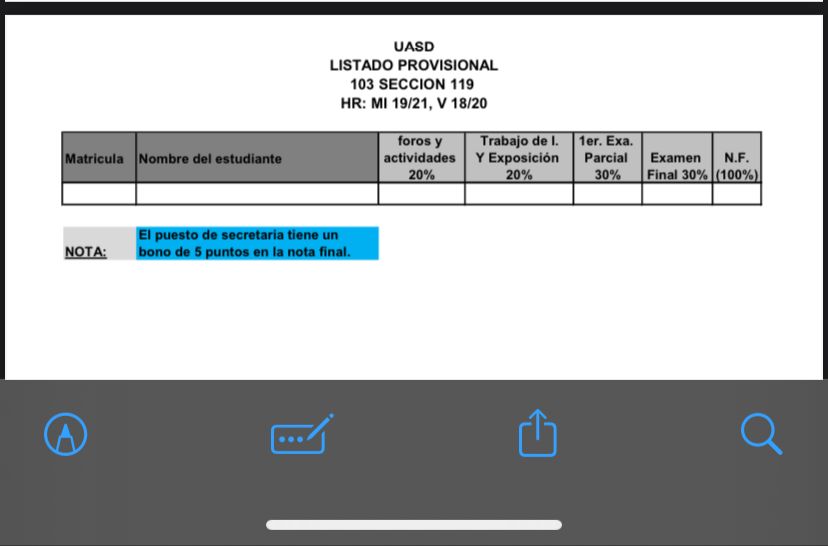 UASD
LISTADO PROVISIONAL
103 SECCION 119
HR: MI 19/21, V 18/20
Matricula
Nombre del estudiante
foros y
actividades
20%
Trabajo de I.
Y Exposición
20%
1er. Exa.
Parcial
30%
Examen
Final 30%
N.F.
(100%)
NOTA:
El puesto de secretaria tiene un
bono de 5 puntos en la nota final.